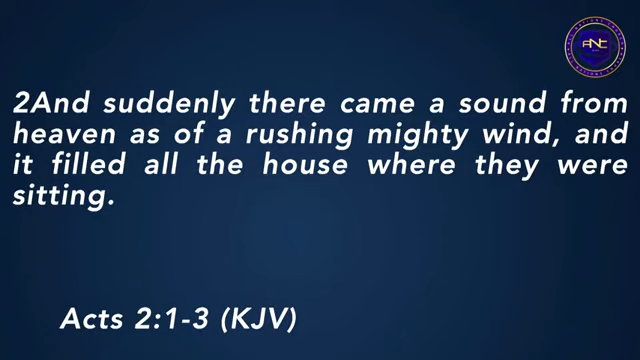 ANC
2And suddenly there came a sound from
heaven as of a rushing mighty wind, and
it filled all the house where they were
sitting.
Acts 2:1-3 (KJV)